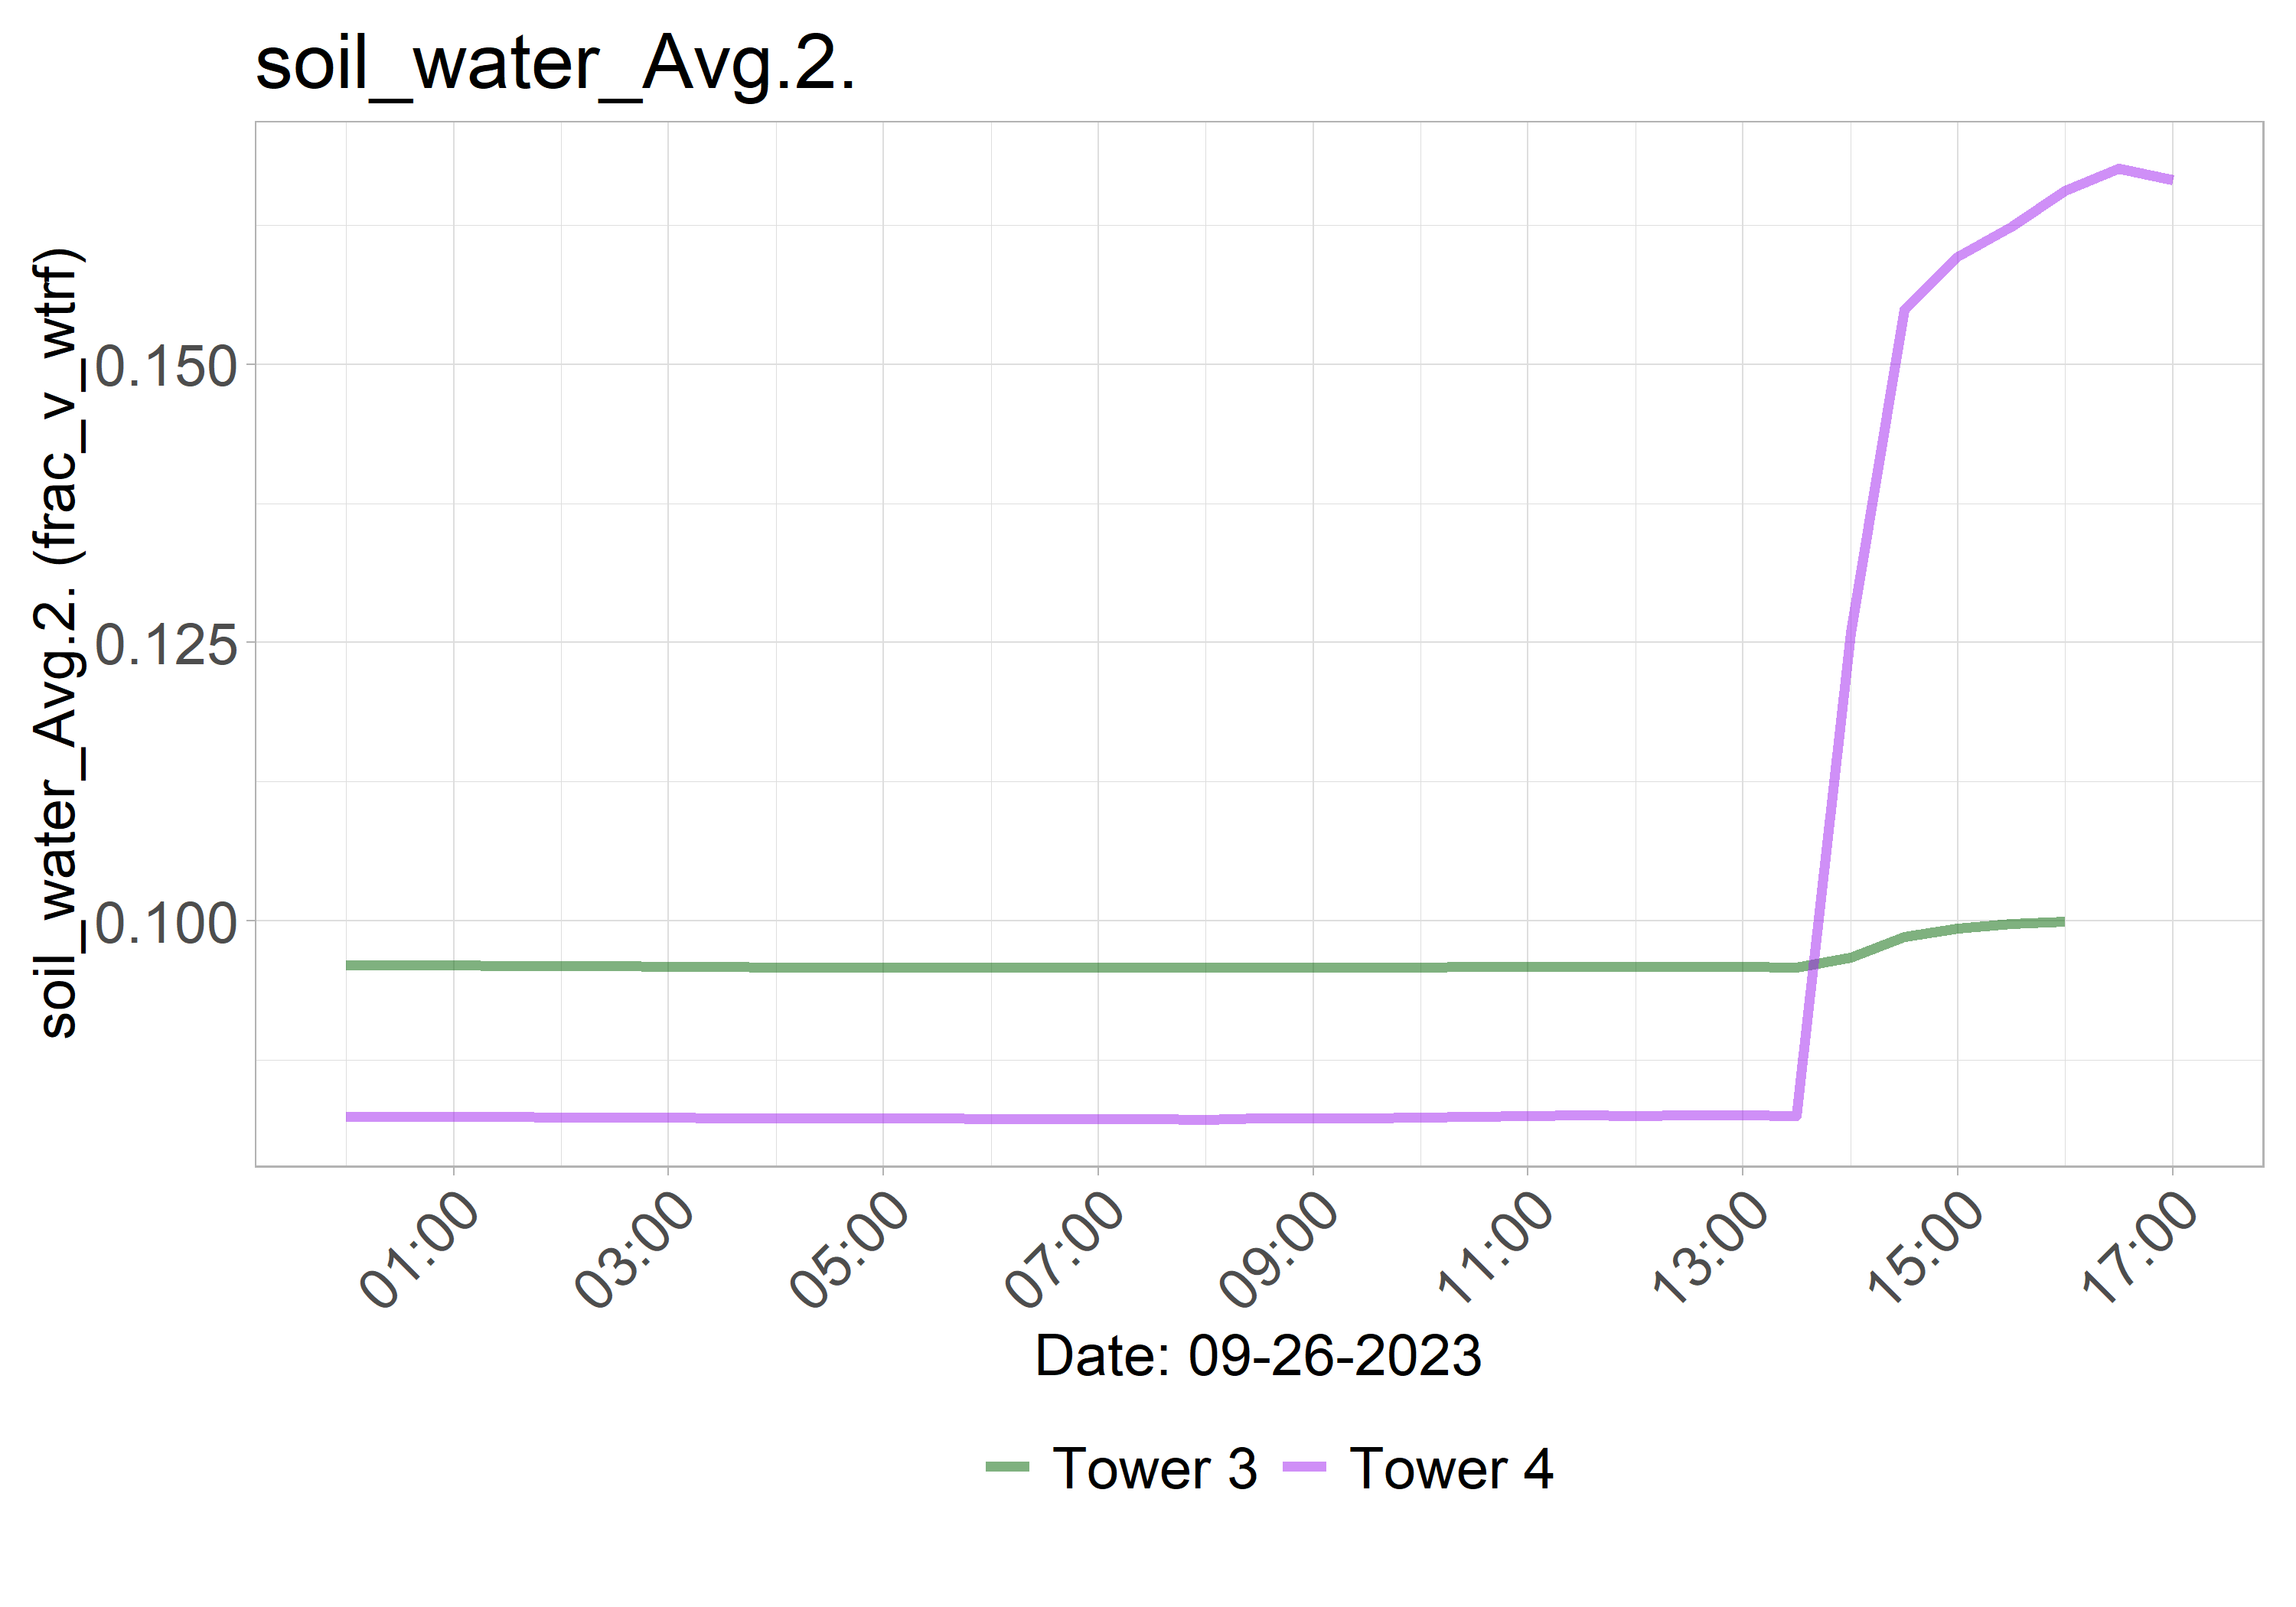 soil_water_Avg.2.
soil_water_Avg.2. (frac_v_wtrf)
0.150
0.125
0.100
01:00
03:00
05:00
07:00
09:00
11:00
13:00
15:00
17:00
Date: 09-26-2023
Tower 3
Tower 4